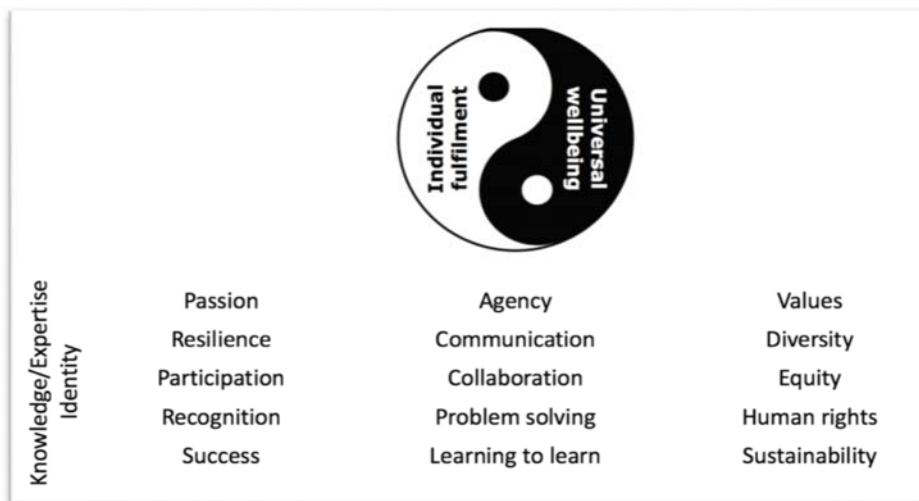 Individual
fulfilment
Universal
wellbeing
Knowledge/Expertise
Identity
Passion
Resilience
Participation
Recognition
Success
Agency
Communication
Collaboration
Problem solving
Learning to learn
Values
Diversity
Equity
Human rights
Sustainability